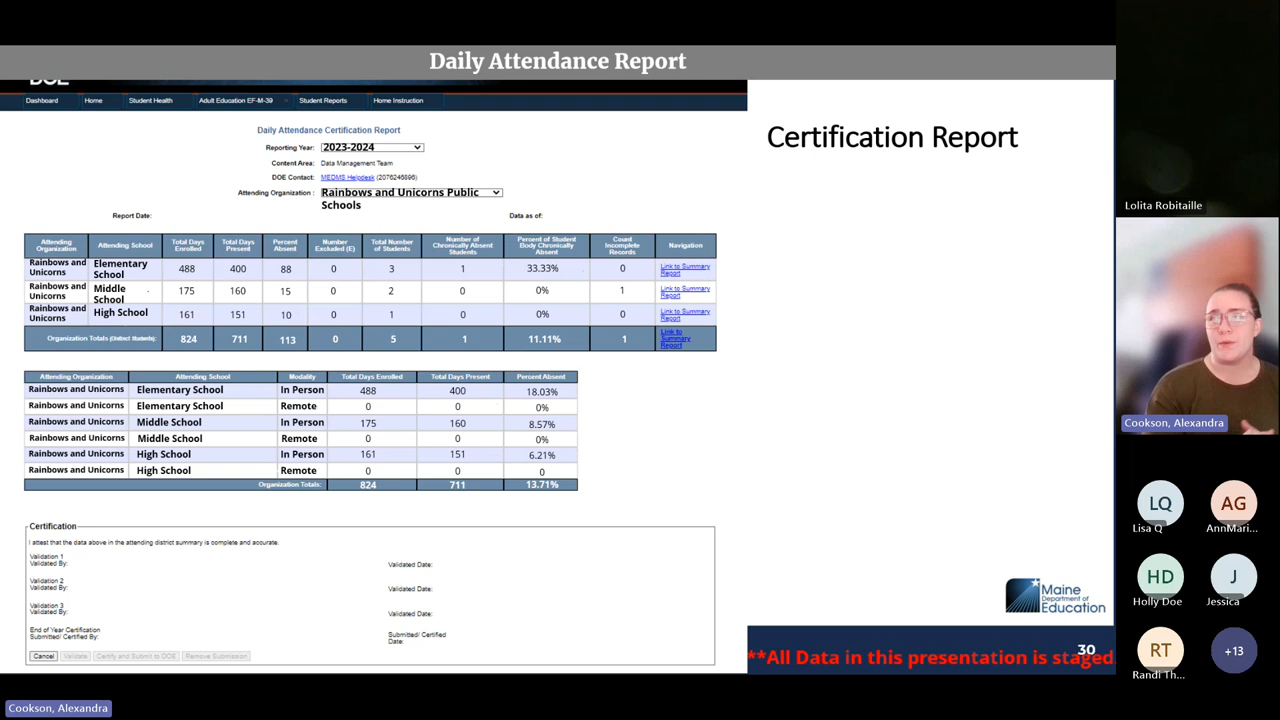 Daily Attendance Report
DOE
Dashboard Home Student Health Adult Education EF-M-39 Student Reports Home Instruction
Daily Attendance Certification Report
Reporting Year: 2023-2024
Content Area: Data Management Team
DOE Contact: MEDMS Helpdesk (2076246896)
Attending Organization : Rainbows and Unicorns Public
Schools
Report Date: Data as of:
Attending Organization Attending School Total Days Enrolled Total Days Present Percent Absent Number Excluded (E) Total Number of Students Number of Chronically Absent Students Percent of Student Body Chronically Absent Count Incomplete Records Navigation
Rainbows and Unicorns Elementary School 488 400 88 0 3 1 33.33% 0 Link to Summary Report
Rainbows and Unicorns Middle School 175 160 15 0 2 0 0% 1 Link to Summary Report
Rainbows and Unicorns High School 161 151 10 0 1 0 0% 0 Link to Summary Report
Organization Totals (Distinct Students): 824 711 113 0 5 1 11.11% 1 Link to Summary Report
Attending Organization Attending School Modality Total Days Enrolled Total Days Present Percent Absent
Rainbows and Unicorns Elementary School In Person 488 400 18.03%
Rainbows and Unicorns Elementary School Remote 0 0 0%
Rainbows and Unicorns Middle School In Person 175 160 8.57%
Rainbows and Unicorns Middle School Remote 0 0 0%
Rainbows and Unicorns High School In Person 161 151 6.21%
Rainbows and Unicorns High School Remote 0 0 0
Organization Totals: 824 711 13.71%
Certification
I attest that the data above in the attending district summary is complete and accurate.
Validation 1
Validated By: Validated Date:
Validation 2
Validated By: Validated Date:
Validation 3
Validated By: Validated Date:
End of Year Certification
Submitted/ Certified By: Submitted/ Certified Date:
Cancel Validate Certify and Submit to DOE Remove Submission
Certification Report
Maine
Department of
Education
30
**All Data in this presentation is staged.
Lolita Robitaille
Cookson, Alexandra
LQ
Lisa Q
AG
AnnMari...
HD
Holly Doe
J
Jessica
RT
Randi Th...
+13
Cookson, Alexandra